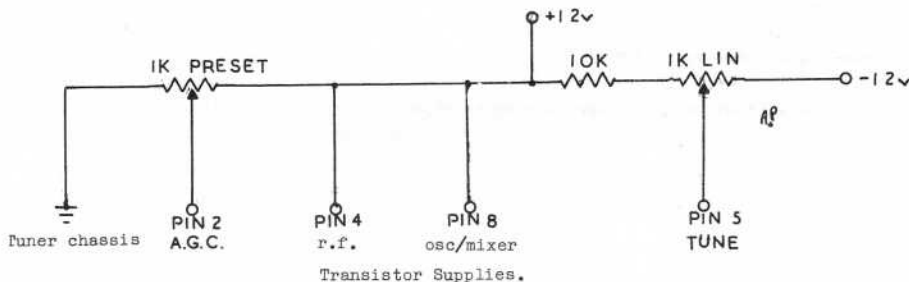 +12v
1K PRESET
10K
1K LIN
-12v
A.P
PIN 2
PIN 4
PIN 8
PIN 5
Tuner chassis
A.G.C.
r.f.
osc/mixer
TUNE
Transistor Supplies.